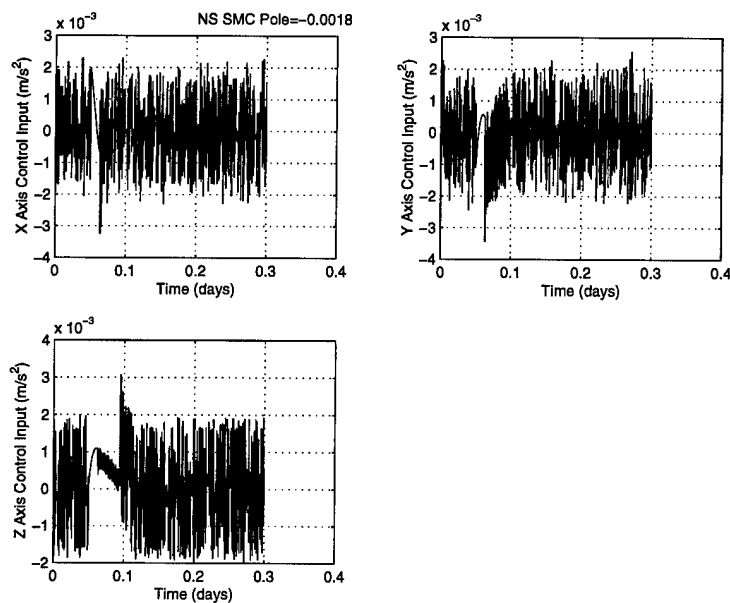 NS SMC Pole=−0.0018
x 10⁻³
3
2
1
0
−1
−2
−3
−4
X Axis Control Input (m/s²)
0 0.1 0.2 0.3 0.4
Time (days)
x 10⁻³
3
2
1
0
−1
−2
−3
−4
Y Axis Control Input (m/s²)
0 0.1 0.2 0.3 0.4
Time (days)
x 10⁻³
4
3
2
1
0
−1
−2
Z Axis Control Input (m/s²)
0 0.1 0.2 0.3 0.4
Time (days)